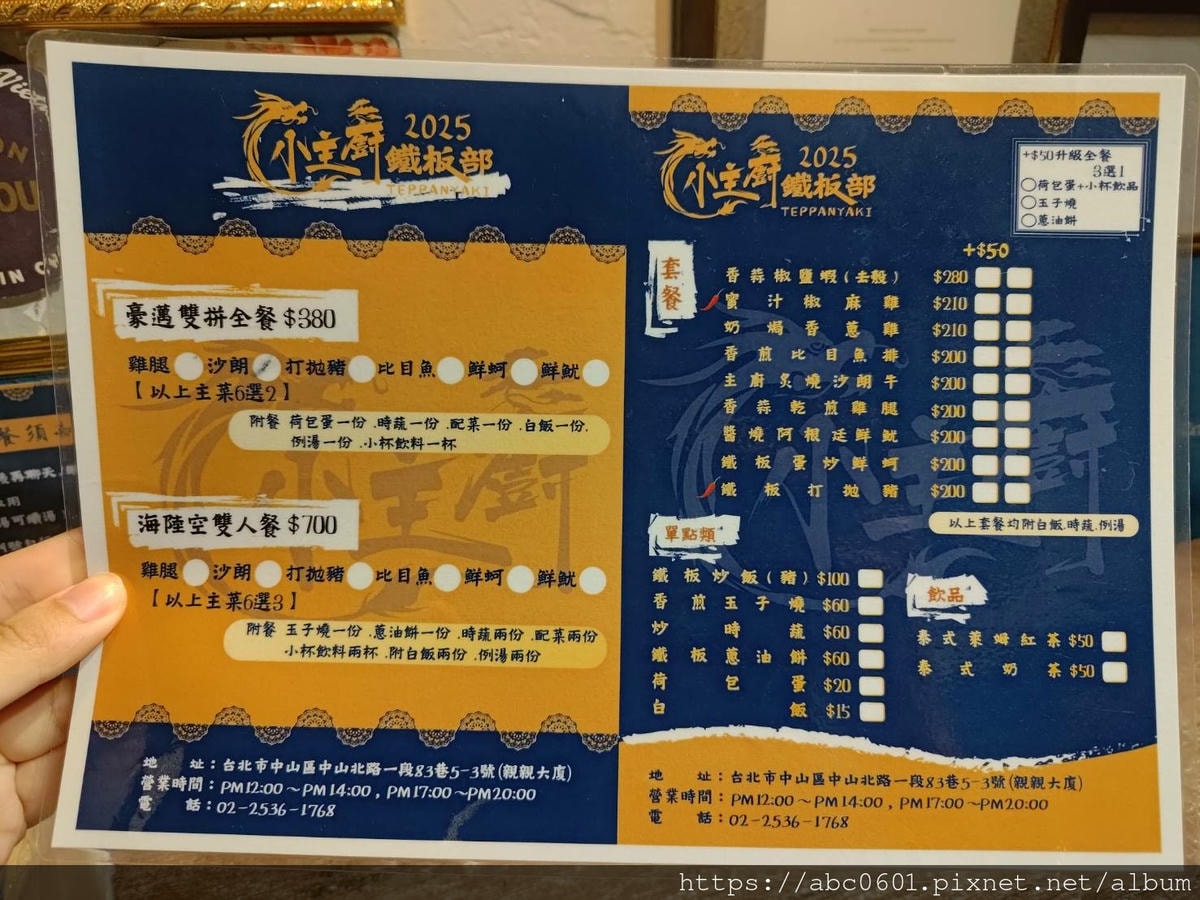 2025
小主廚 鐵板部
TEPPANYAKI
豪邁雙拼全餐 $380
雞腿 沙朗 打拋豬 比目魚 鮮蚵 鮮魷
【以上主菜6選2】
附餐 荷包蛋一份.時蔬一份.配菜一份.白飯一份.
例湯一份.小杯飲料一杯
海陸空雙人餐 $700
雞腿 沙朗 打拋豬 比目魚 鮮蚵 鮮魷
【以上主菜6選3】
附餐 玉子燒一份.蔥油餅一份.時蔬兩份.配菜兩份
小杯飲料兩杯.附白飯兩份.例湯兩份
地 址：台北市中山區中山北路一段83巷5-3號(親親大廈)
營業時間：PM12:00～PM14:00，PM17:00～PM20:00
電 話：02-2536-1768
2025
小主廚 鐵板部
TEPPANYAKI
+$50升級全餐
3選1
荷包蛋+小杯飲品
玉子燒
蔥油餅
套餐
+$50
香蒜椒鹽蝦(去殼) $280
蜜汁椒麻雞 $210
奶焗香蔥雞 $210
香煎比目魚排 $200
主廚炙燒沙朗牛 $200
香蒜乾煎雞腿 $200
醬燒阿根廷鮮魷 $200
鐵板蛋炒鮮蚵 $200
鐵板打拋豬 $200
以上套餐均附白飯.時蔬.例湯
單點類
鐵板炒飯(豬) $100
香煎玉子燒 $60
炒時蔬 $60
鐵板蔥油餅 $60
荷包蛋 $20
白飯 $15
飲品
泰式萊姆紅茶 $50
泰式奶茶 $50
地 址：台北市中山區中山北路一段83巷5-3號(親親大廈)
營業時間：PM12:00～PM14:00，PM17:00～PM20:00
電 話：02-2536-1768
https://abc0601.pixnet.net/album